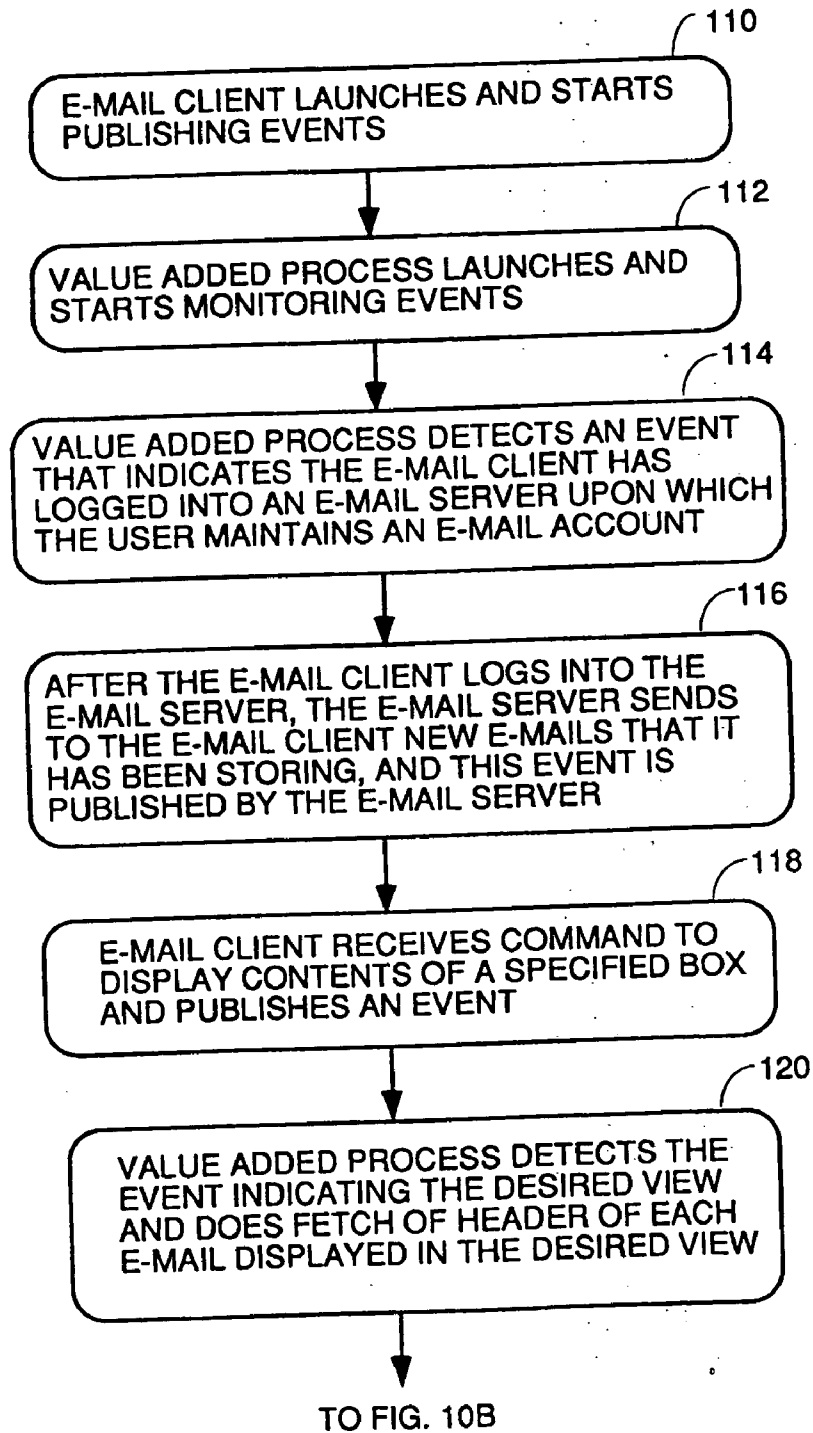 110
E-MAIL CLIENT LAUNCHES AND STARTS
PUBLISHING EVENTS
112
VALUE ADDED PROCESS LAUNCHES AND
STARTS MONITORING EVENTS
114
VALUE ADDED PROCESS DETECTS AN EVENT
THAT INDICATES THE E-MAIL CLIENT HAS
LOGGED INTO AN E-MAIL SERVER UPON WHICH
THE USER MAINTAINS AN E-MAIL ACCOUNT
116
AFTER THE E-MAIL CLIENT LOGS INTO THE
E-MAIL SERVER, THE E-MAIL SERVER SENDS
TO THE E-MAIL CLIENT NEW E-MAILS THAT IT
HAS BEEN STORING, AND THIS EVENT IS
PUBLISHED BY THE E-MAIL SERVER
118
E-MAIL CLIENT RECEIVES COMMAND TO
DISPLAY CONTENTS OF A SPECIFIED BOX
AND PUBLISHES AN EVENT
120
VALUE ADDED PROCESS DETECTS THE
EVENT INDICATING THE DESIRED VIEW
AND DOES FETCH OF HEADER OF EACH
E-MAIL DISPLAYED IN THE DESIRED VIEW
TO FIG. 10B